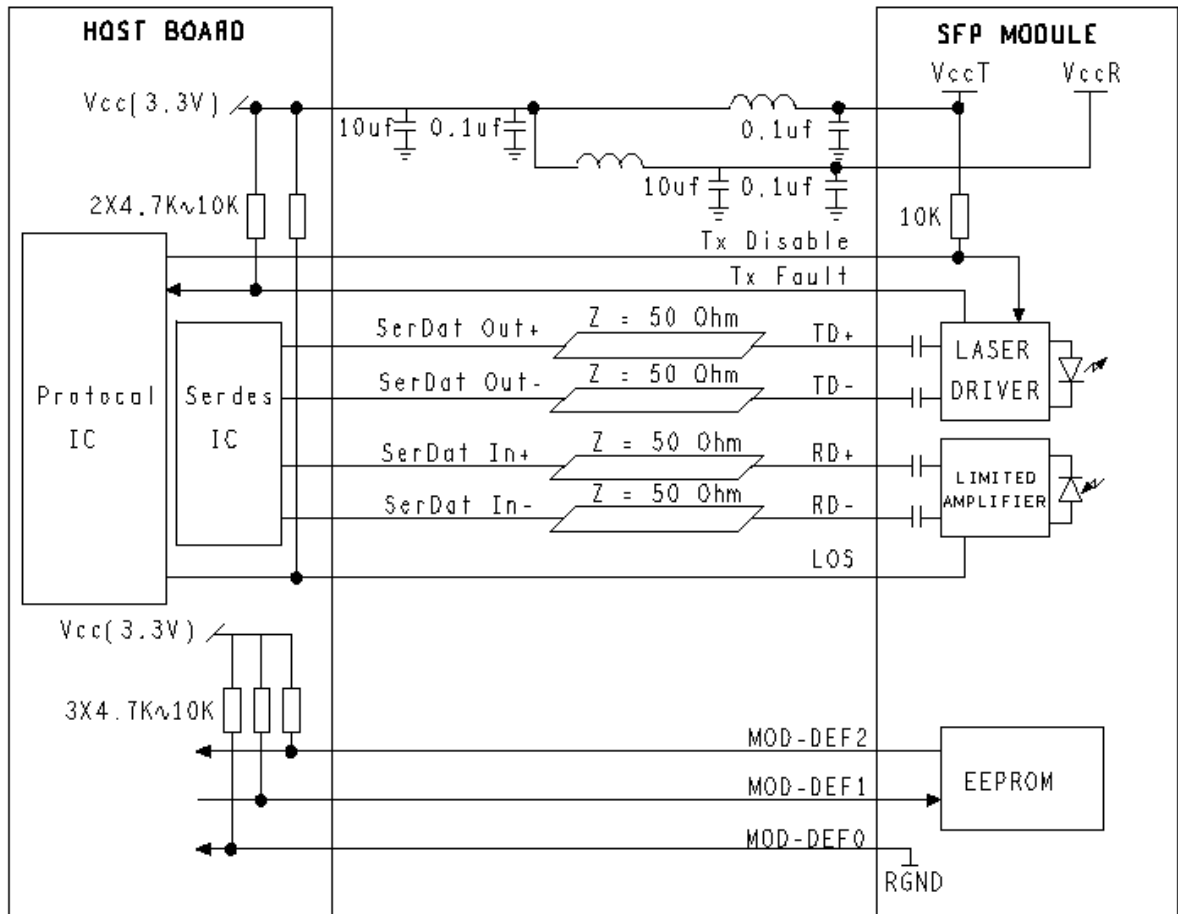 HOST BOARD
SFP MODULE
VccT
VccR
Vcc(3.3V)
10uf
0.1uf
0.1uf
10uf
0.1uf
2X4.7K~10K
10K
Tx Disable
Tx Fault
SerDat Out+
Z = 50 Ohm
TD+
SerDat Out-
Z = 50 Ohm
TD-
LASER
DRIVER
Protocal
IC
Serdes
IC
SerDat In+
Z = 50 Ohm
RD+
SerDat In-
Z = 50 Ohm
RD-
LIMITED
AMPLIFIER
LOS
Vcc(3.3V)
3X4.7K~10K
MOD-DEF2
MOD-DEF1
EEPROM
MOD-DEF0
RGND